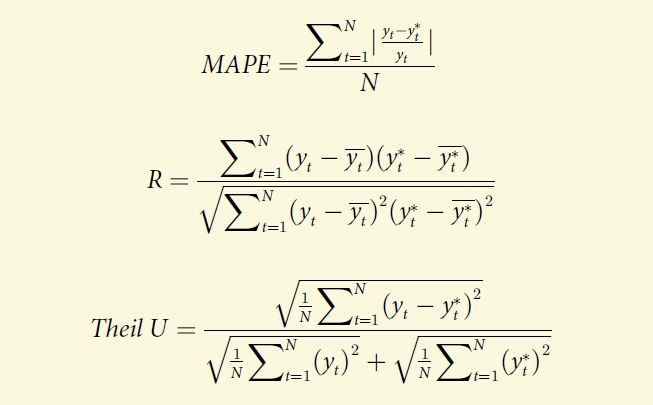 MAPE = \frac{\sum_{t=1}^{N} | \frac{y_t - y_t^*}{y_t} |}{N}
R = \frac{\sum_{t=1}^{N} (y_t - \overline{y_t})(y_t^* - \overline{y_t^*})}{\sqrt{\sum_{t=1}^{N} (y_t - \overline{y_t})^2 (y_t^* - \overline{y_t^*})^2}}
Theil U = \frac{\sqrt{\frac{1}{N} \sum_{t=1}^{N} (y_t - y_t^*)^2}}{\sqrt{\frac{1}{N} \sum_{t=1}^{N} (y_t)^2} + \sqrt{\frac{1}{N} \sum_{t=1}^{N} (y_t^*)^2}}